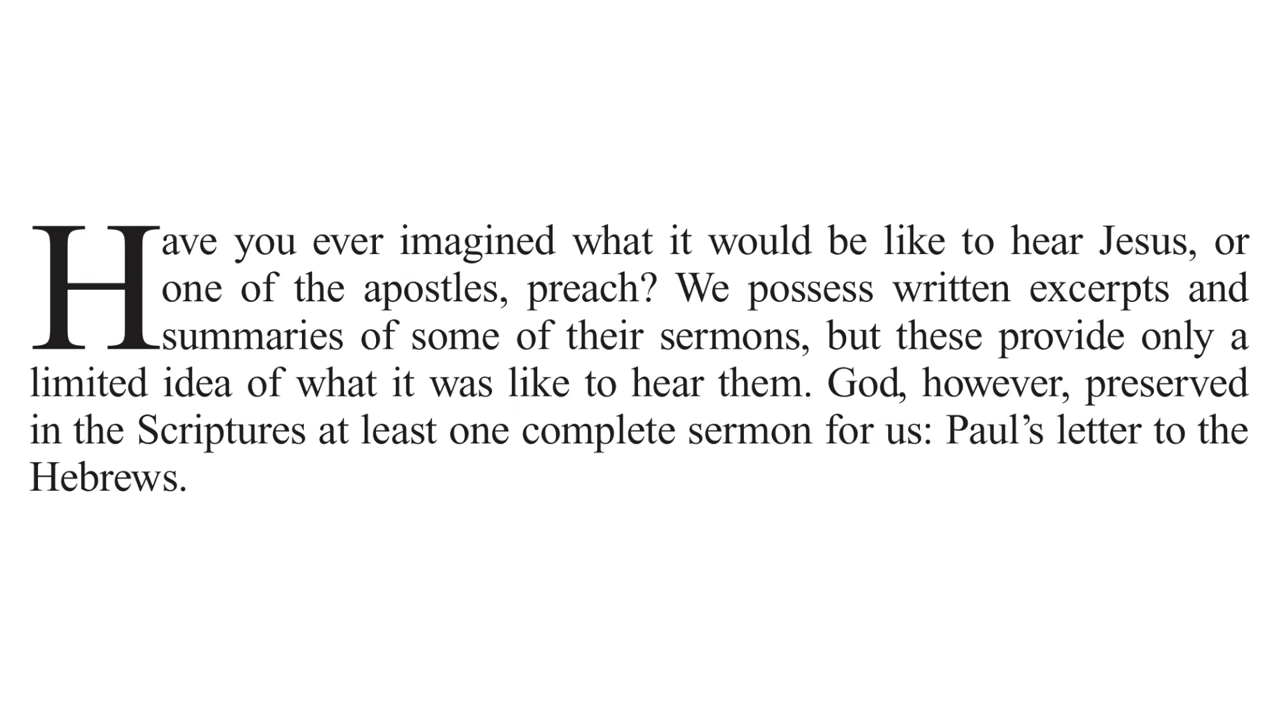 Have you ever imagined what it would be like to hear Jesus, or
one of the apostles, preach? We possess written excerpts and
summaries of some of their sermons, but these provide only a
limited idea of what it was like to hear them. God, however, preserved
in the Scriptures at least one complete sermon for us: Paul’s letter to the
Hebrews.